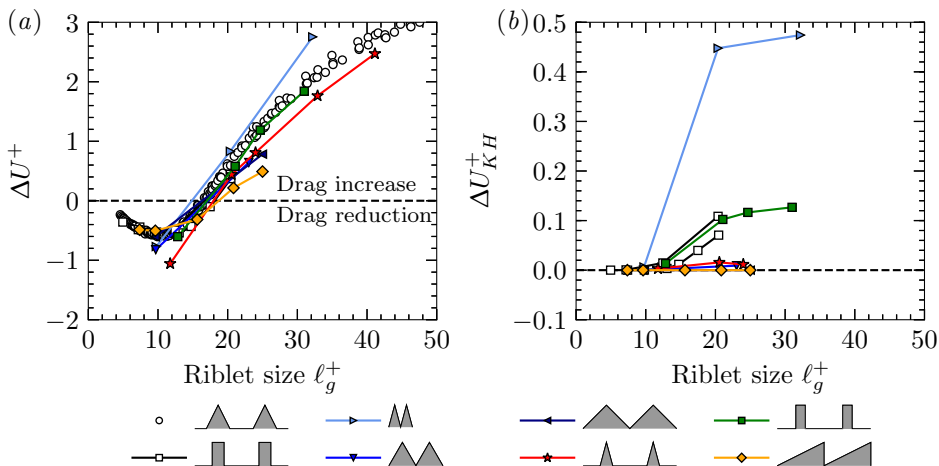 (a)
3
2
1
0
−1
−2
ΔU⁺
Drag increase
Drag reduction
0 10 20 30 40 50
Riblet size ℓg⁺
(b)
0.5
0.4
0.3
0.2
0.1
0.0
−0.1
ΔU⁺KH
0 10 20 30 40 50
Riblet size ℓg⁺